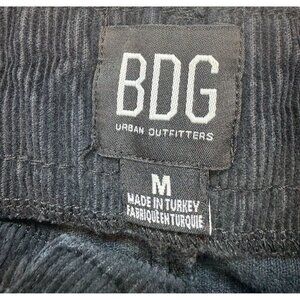 BDG
URBAN OUTFITTERS
M
MADE IN TURKEY
FABRIQUÉ EN TURQUIE